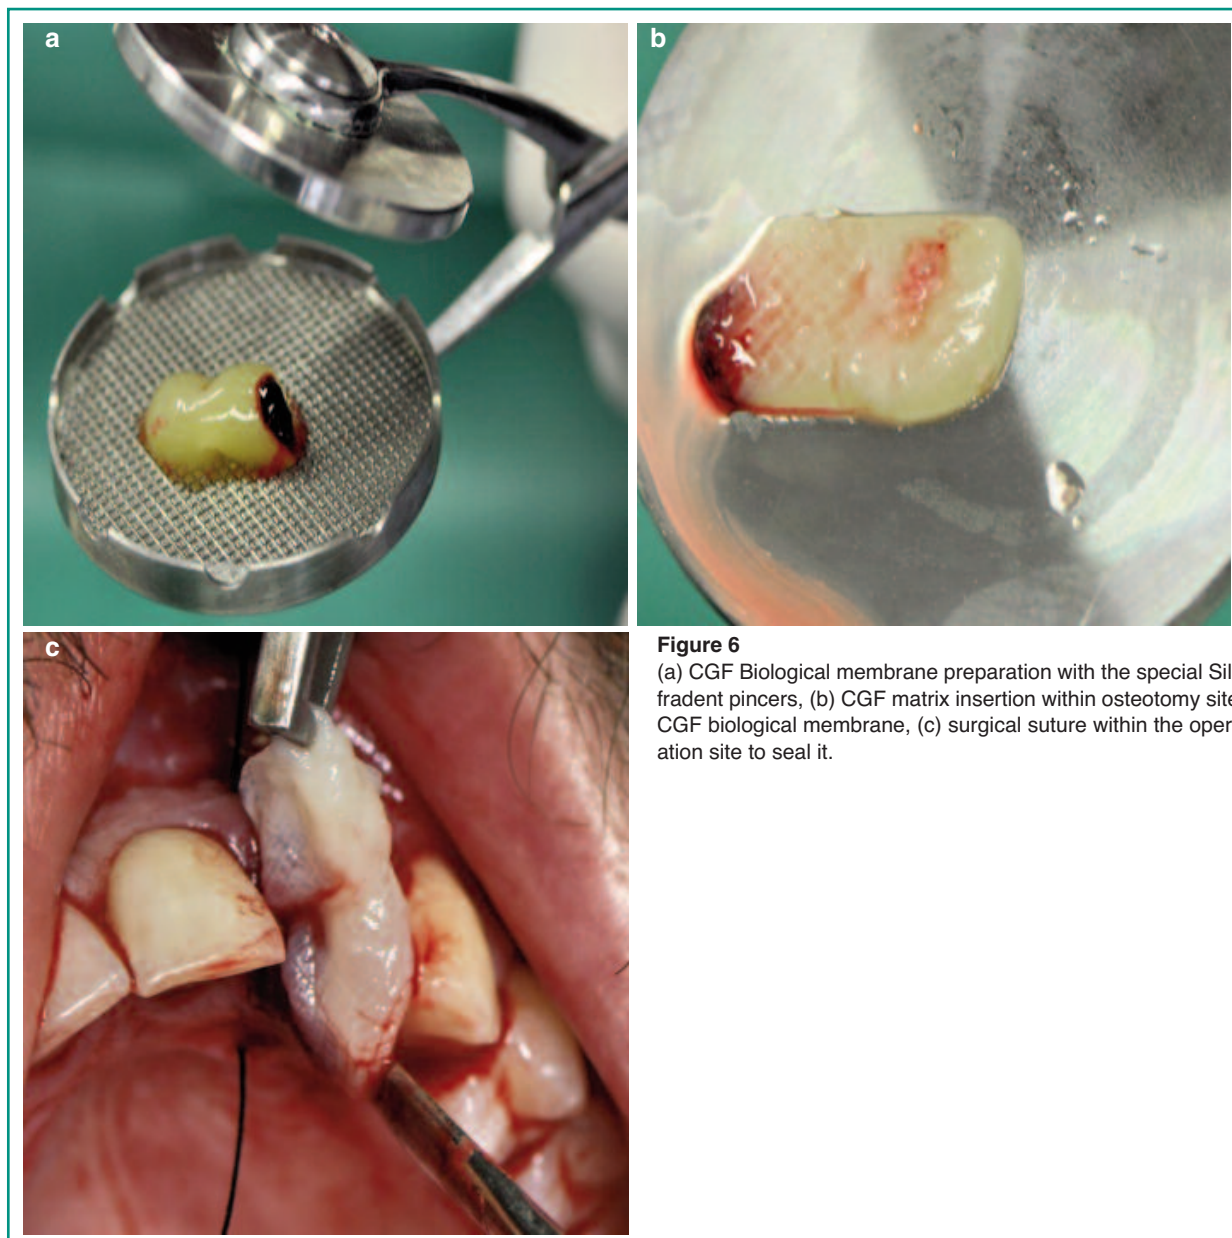 a
b
c
Figure 6
(a) CGF Biological membrane preparation with the special Sil
fradent pincers, (b) CGF matrix insertion within osteotomy site
CGF biological membrane, (c) surgical suture within the oper
ation site to seal it.